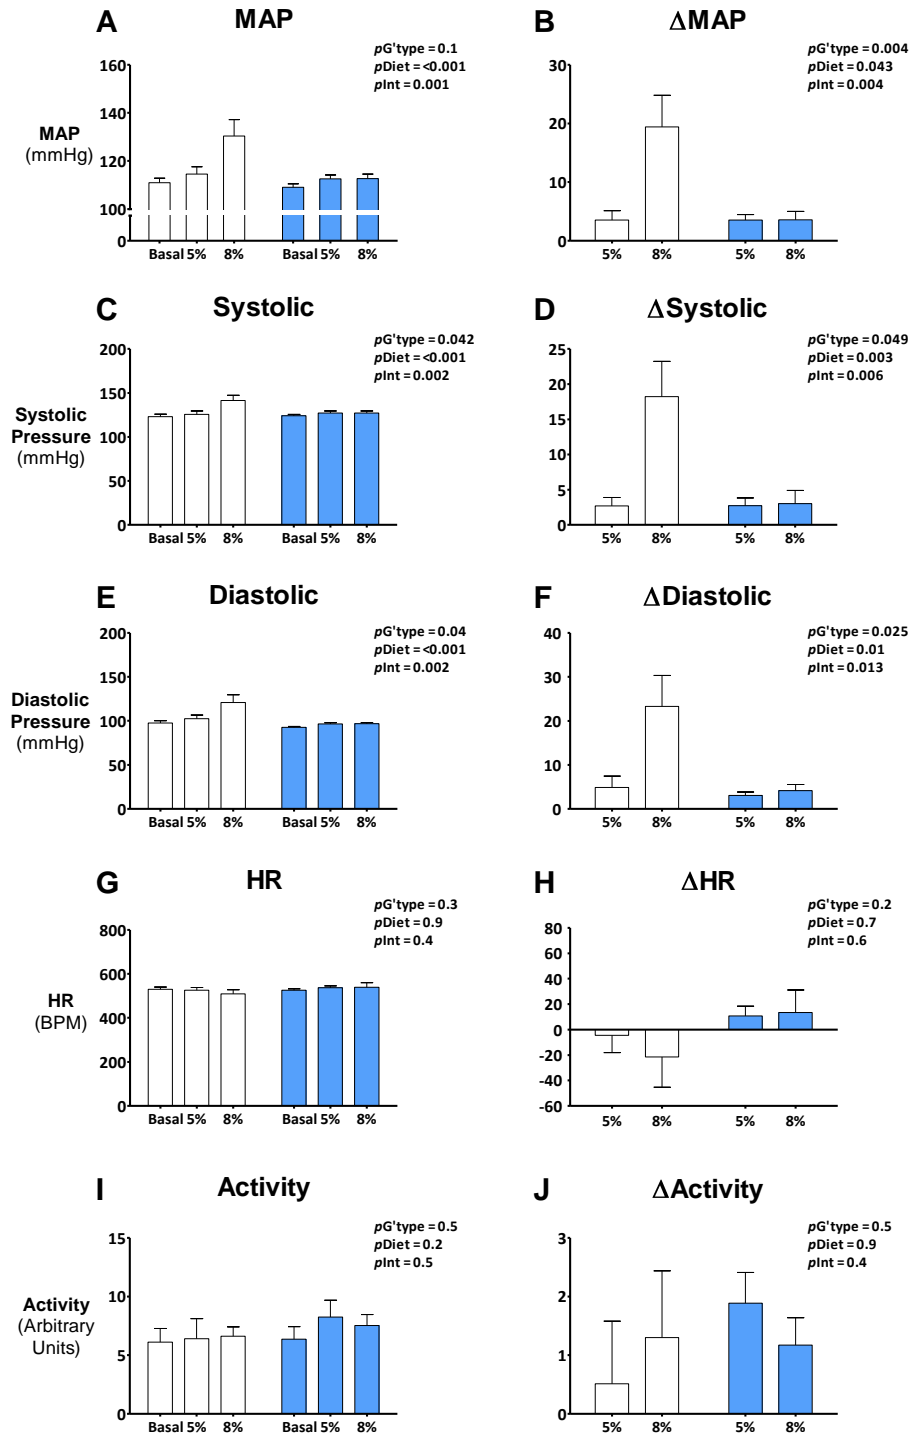 A MAP
pG'type = 0.1
pDiet = <0.001
pInt = 0.001
MAP
(mmHg)
160
140
120
100
0
Basal 5% 8% Basal 5% 8%
B ΔMAP
pG'type = 0.004
pDiet = 0.043
pInt = 0.004
30
20
10
0
5% 8% 5% 8%
C Systolic
pG'type = 0.042
pDiet = <0.001
pInt = 0.002
Systolic
Pressure
(mmHg)
200
150
100
50
0
Basal 5% 8% Basal 5% 8%
D ΔSystolic
pG'type = 0.049
pDiet = 0.003
pInt = 0.006
25
20
15
10
5
0
5% 8% 5% 8%
E Diastolic
pG'type = 0.04
pDiet = <0.001
pInt = 0.002
Diastolic
Pressure
(mmHg)
200
150
100
50
0
Basal 5% 8% Basal 5% 8%
F ΔDiastolic
pG'type = 0.025
pDiet = 0.01
pInt = 0.013
40
30
20
10
0
5% 8% 5% 8%
G HR
pG'type = 0.3
pDiet = 0.9
pInt = 0.4
HR
(BPM)
800
600
400
200
0
Basal 5% 8% Basal 5% 8%
H ΔHR
pG'type = 0.2
pDiet = 0.7
pInt = 0.6
80
60
40
20
0
-20
-40
-60
5% 8% 5% 8%
I Activity
pG'type = 0.5
pDiet = 0.2
pInt = 0.5
Activity
(Arbitrary
Units)
15
10
5
0
Basal 5% 8% Basal 5% 8%
J ΔActivity
pG'type = 0.5
pDiet = 0.9
pInt = 0.4
3
2
1
0
5% 8% 5% 8%